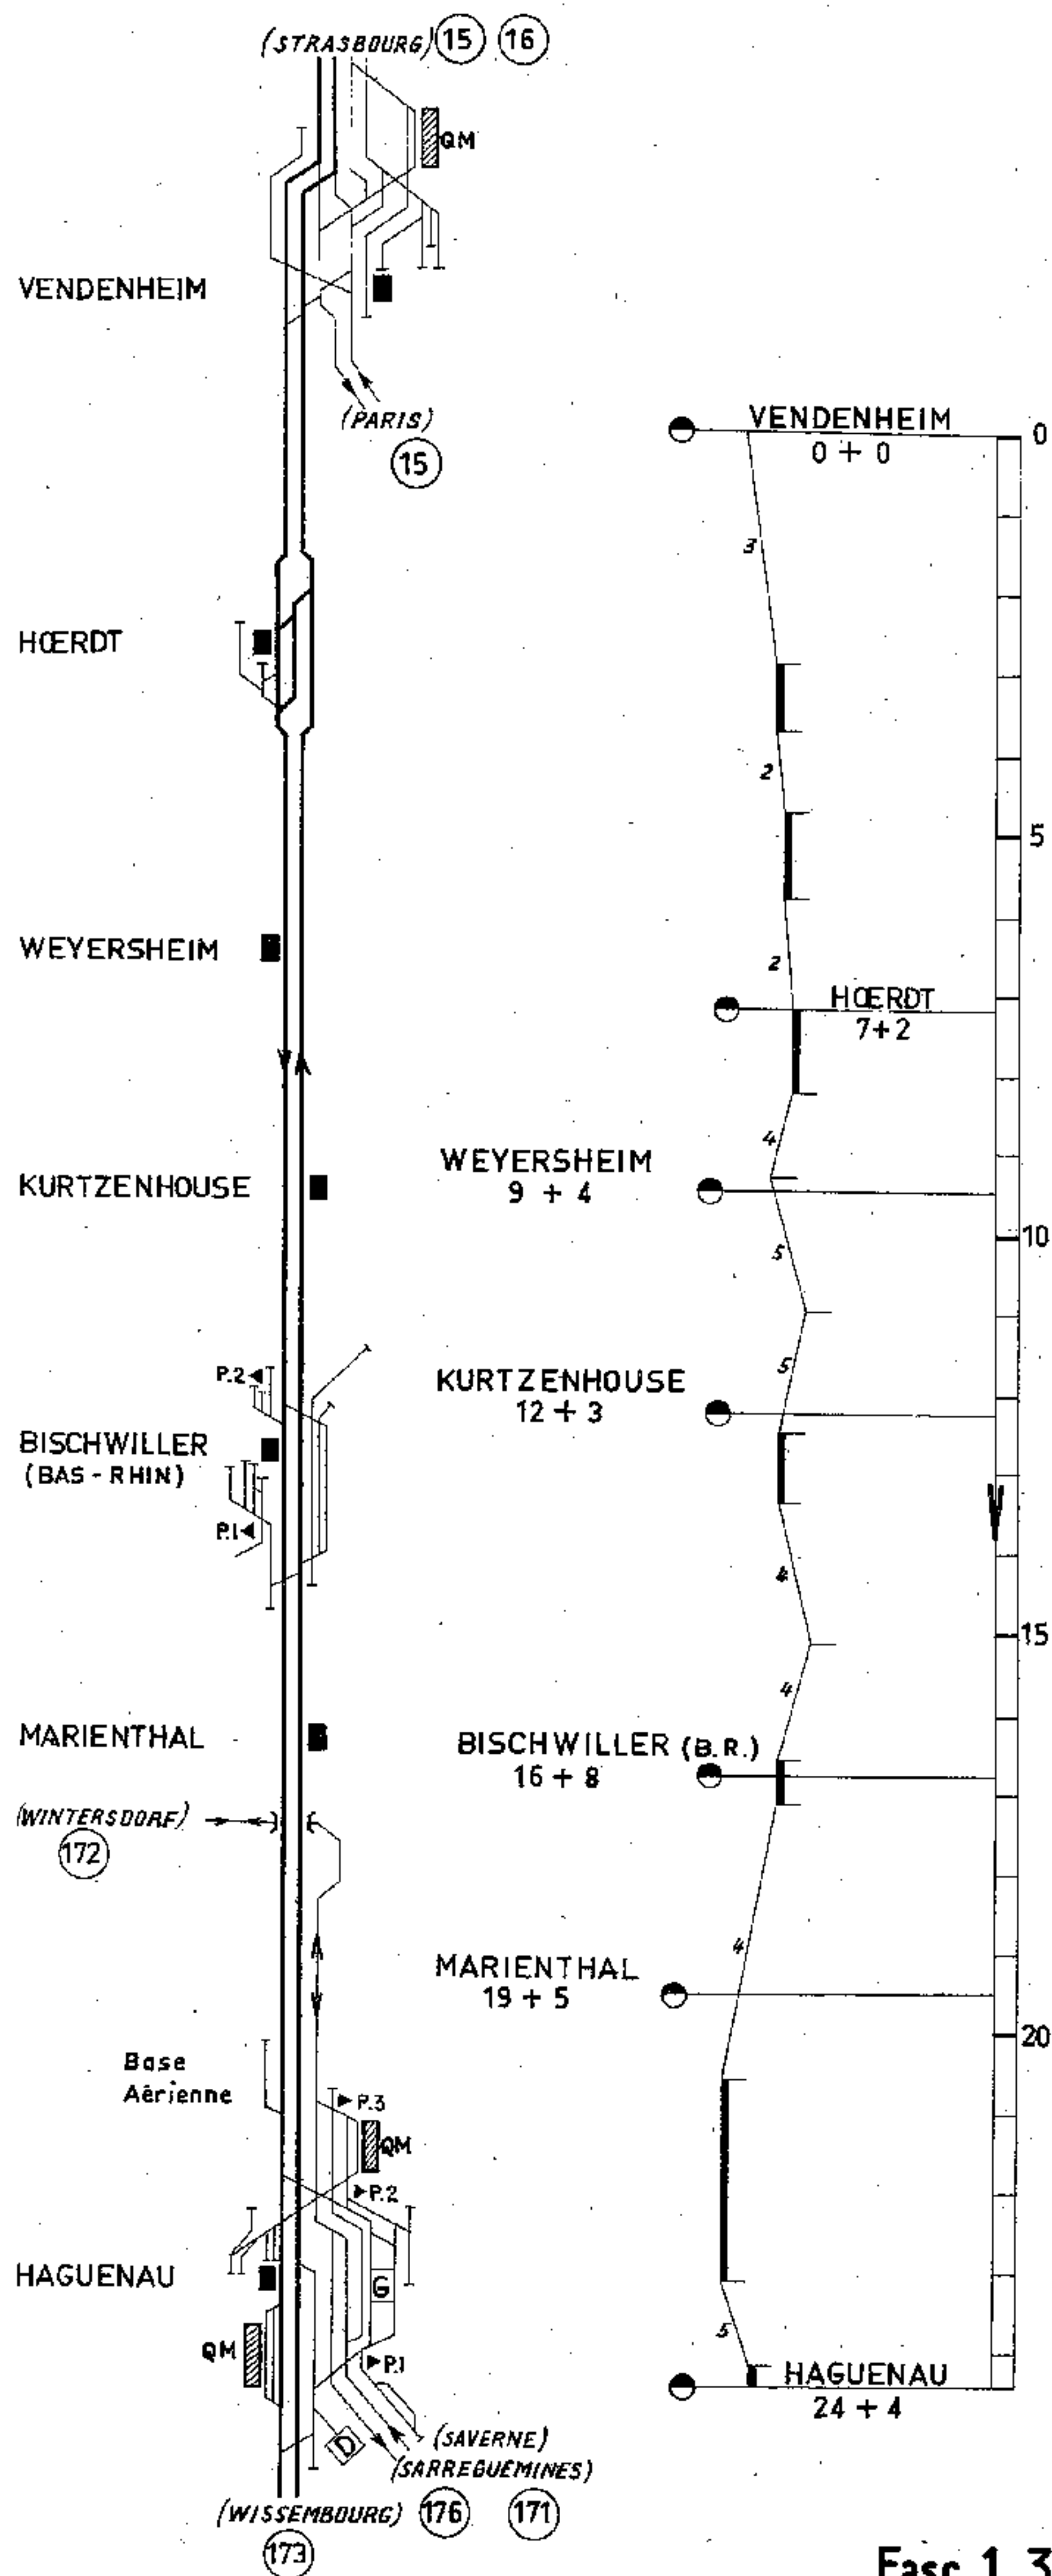 (STRASBOURG) 15 16
QM
VENDENHEIM
(PARIS)
15
HŒRDT
WEYERSHEIM
KURTZENHOUSE
P.2
BISCHWILLER
(BAS - RHIN)
P.1
MARIENTHAL
(WINTERSDORF)
172
Base
Aérienne
P.3
QM
P.2
HAGUENAU
G
QM
P.1
D
(SAVERNE)
(SARREGUEMINES)
(WISSEMBOURG) 176 171
173
VENDENHEIM
0 + 0
0
3
2
5
2
HŒRDT
7+2
4
WEYERSHEIM
9 + 4
10
5
5
KURTZENHOUSE
12 + 3
4
15
4
BISCHWILLER (B.R.)
16 + 8
4
MARIENTHAL
19 + 5
20
5
HAGUENAU
24 + 4
Fasc 1 3